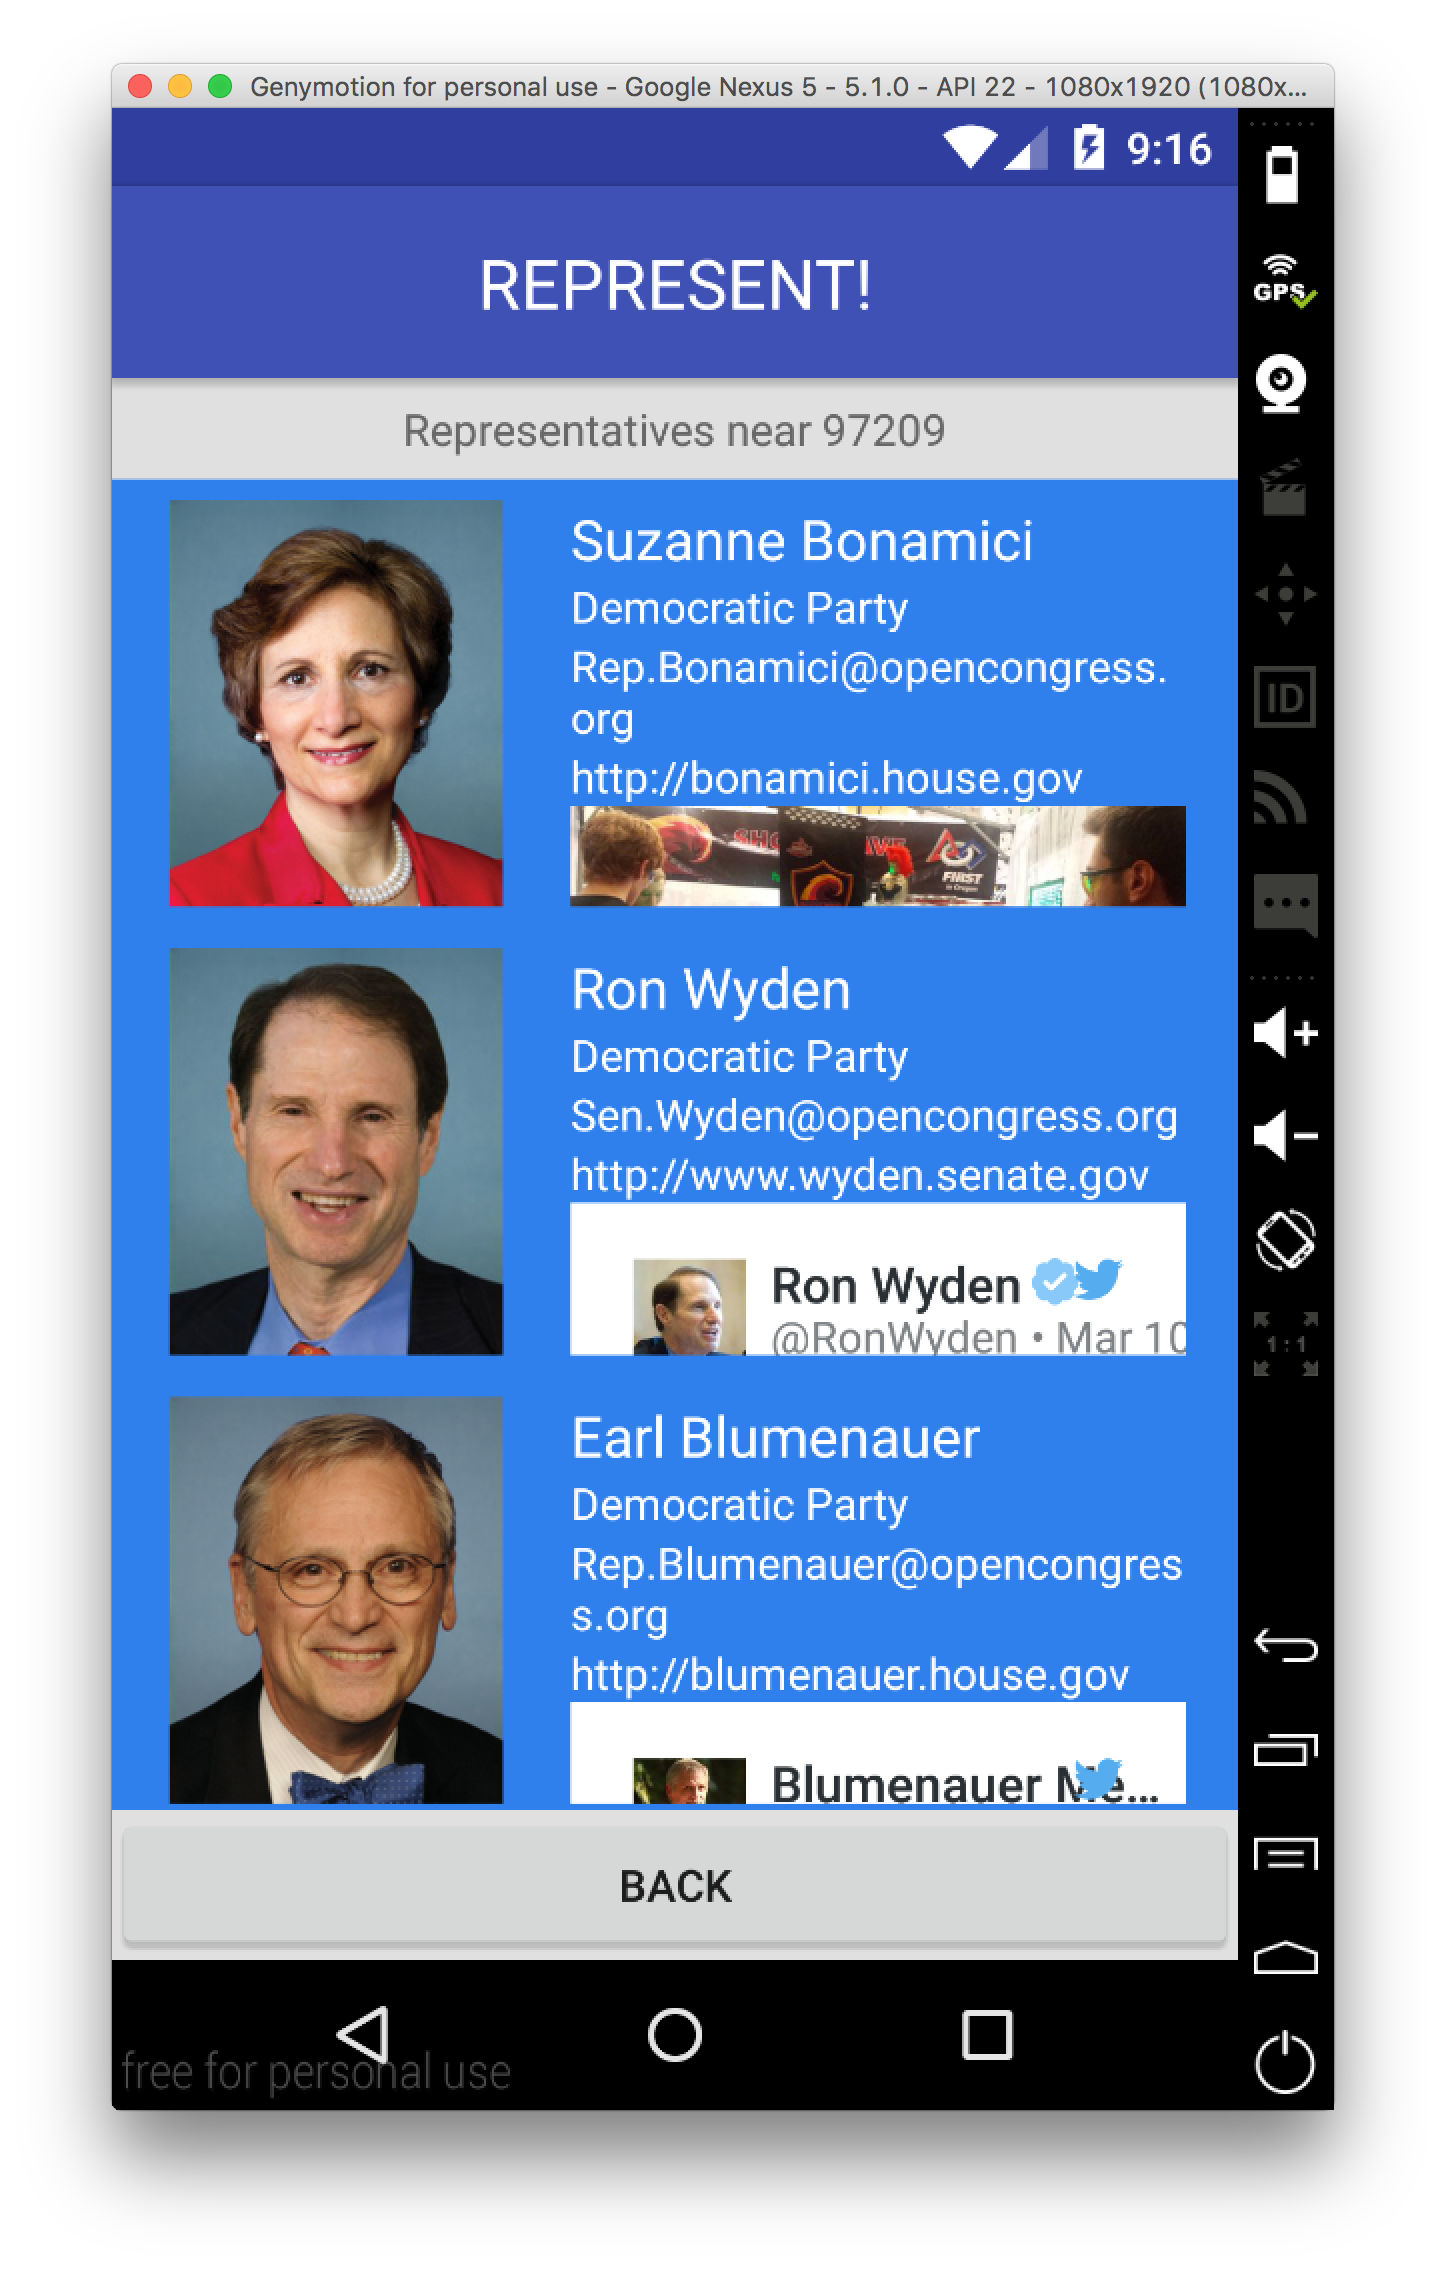 Genymotion for personal use - Google Nexus 5 - 5.1.0 - API 22 - 1080x1920 (1080x...
9:16
REPRESENT!
GPS
Representatives near 97209
ID
Suzanne Bonamici
Democratic Party
Rep.Bonamici@opencongress.
org
http://bonamici.house.gov
FIRST
Ron Wyden
Democratic Party
Sen.Wyden@opencongress.org
http://www.wyden.senate.gov
Ron Wyden
@RonWyden • Mar 10
1:1
Earl Blumenauer
Democratic Party
Rep.Blumenauer@opencongres
s.org
http://blumenauer.house.gov
Blumenauer Me...
BACK
free for personal use